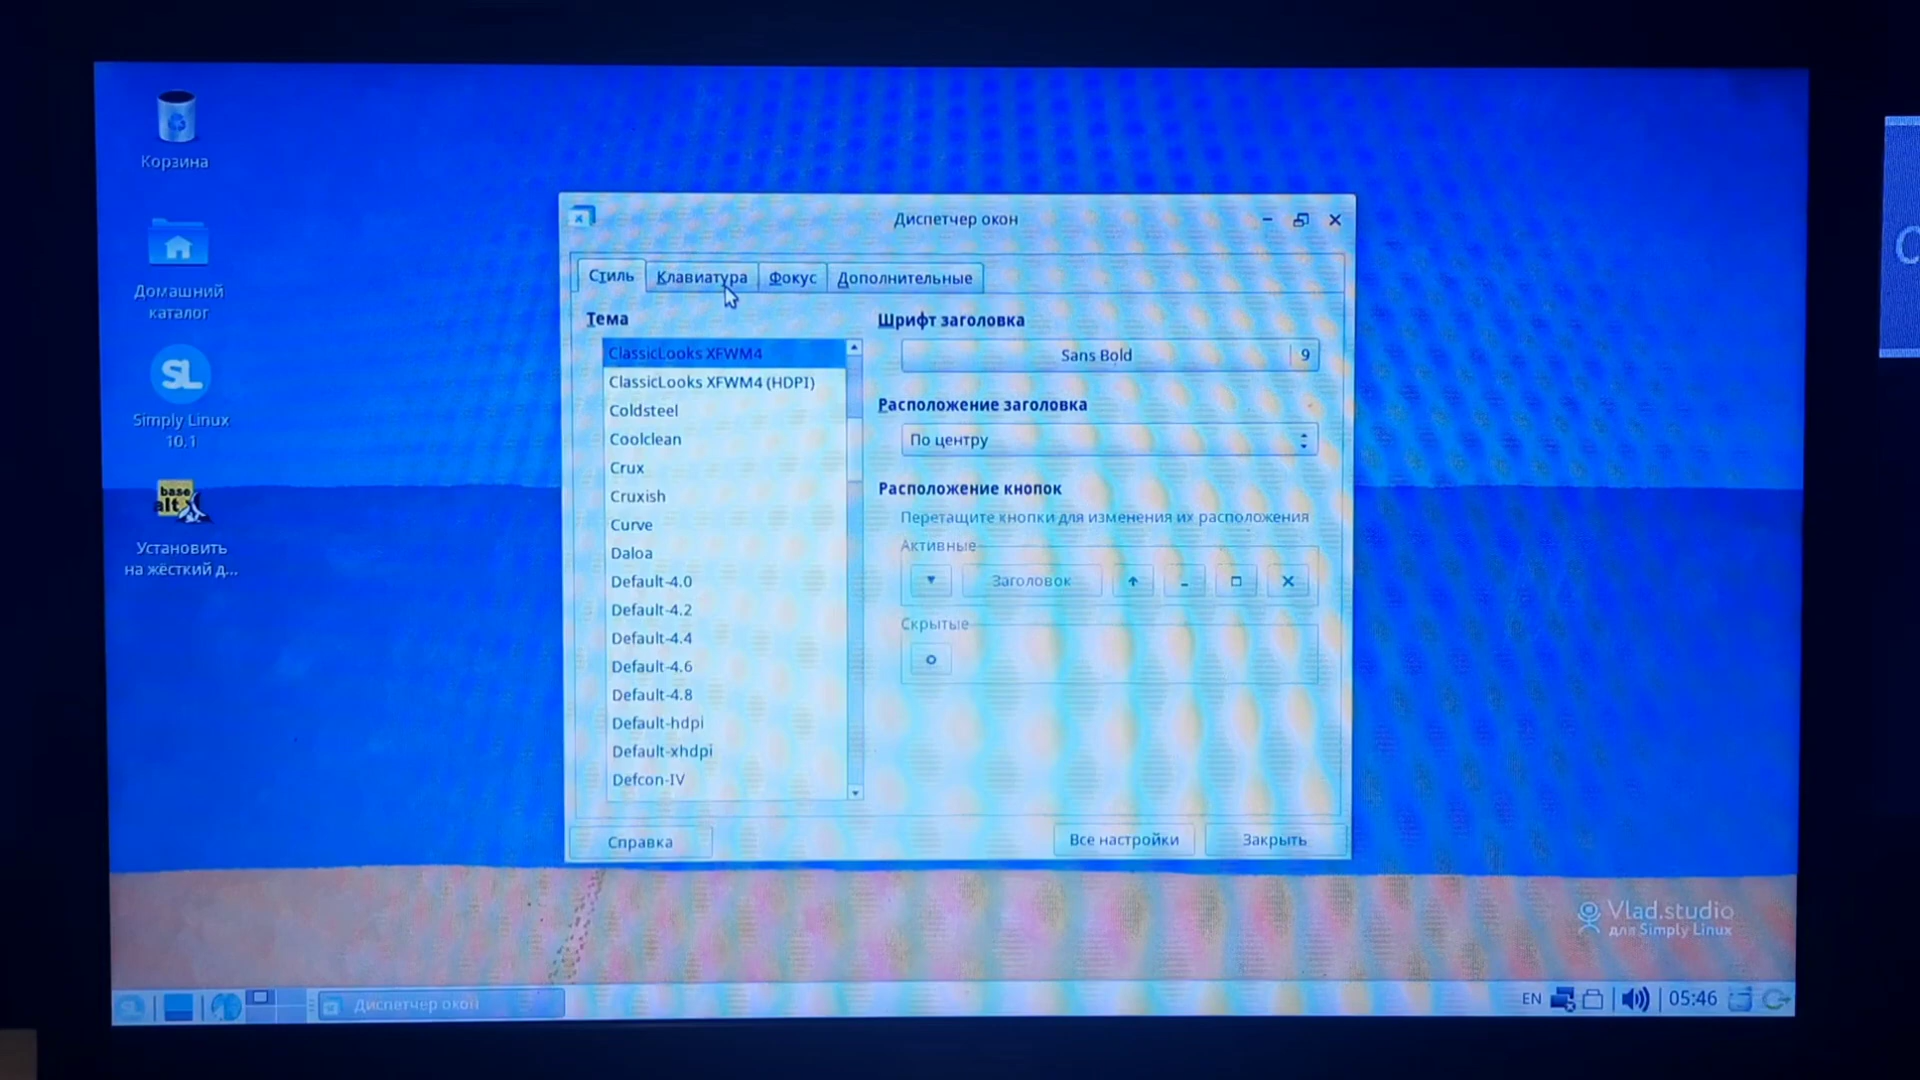 Корзина
Домашний
каталог
SL
Simply Linux
10.1
base
alt
Установить
на жёсткий д...
Диспетчер окон
Стиль
Клавиатура
Фокус
Дополнительные
Тема
ClassicLooks XFWM4
ClassicLooks XFWM4 (HDPI)
Coldsteel
Coolclean
Crux
Cruxish
Curve
Daloa
Default-4.0
Default-4.2
Default-4.4
Default-4.6
Default-4.8
Default-hdpi
Default-xhdpi
Defcon-IV
Шрифт заголовка
Sans Bold 9
Расположение заголовка
По центру
Расположение кнопок
Перетащите кнопки для изменения их расположения
Активные
Заголовок
Скрытые
Справка
Все настройки
Закрыть
Vlad.studio
для Simply Linux
Диспетчер окон
EN
05:46